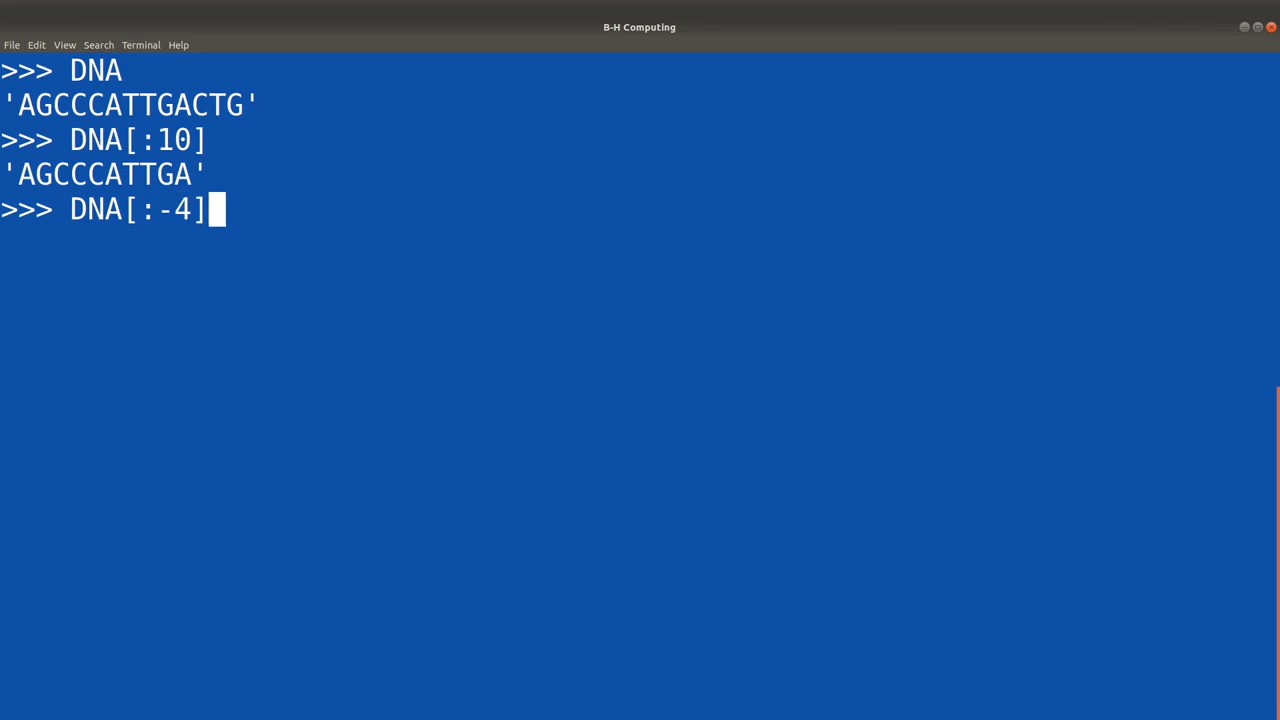 B-H Computing
File Edit View Search Terminal Help
>>> DNA
'AGCCCATTGACTG'
>>> DNA[:10]
'AGCCCATTGA'
>>> DNA[:-4]